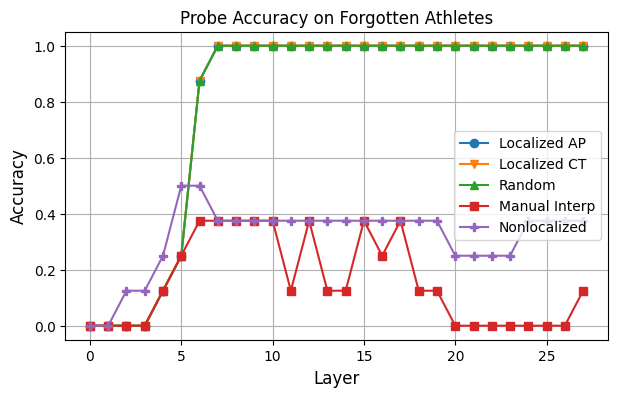 Probe Accuracy on Forgotten Athletes
1.0
0.8
0.6
0.4
0.2
0.0
Accuracy
Localized AP
Localized CT
Random
Manual Interp
Nonlocalized
0 5 10 15 20 25
Layer